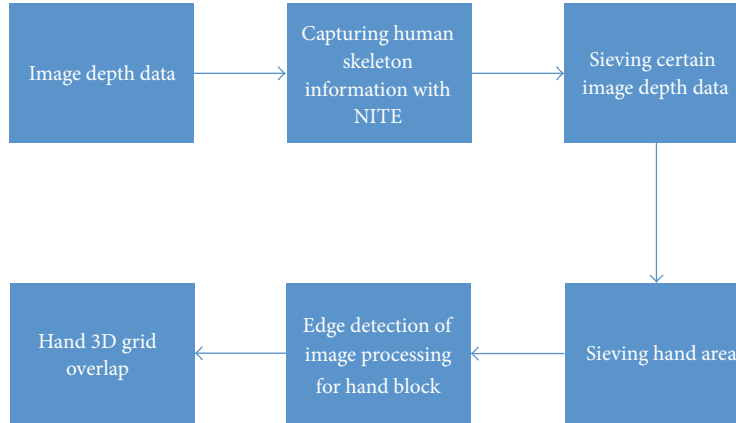 Image depth data
Capturing human
skeleton
information with
NITE
Sieving certain
image depth data
Sieving hand area
Edge detection of
image processing
for hand block
Hand 3D grid
overlap